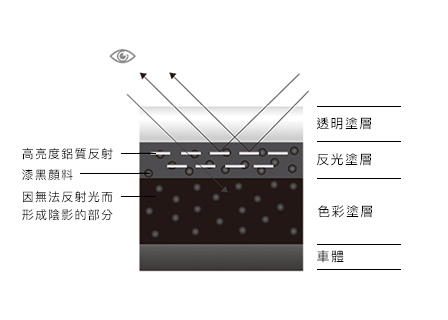 透明塗層
高亮度鋁質反射
反光塗層
漆黑顏料
因無法反射光而
形成陰影的部分
色彩塗層
車體